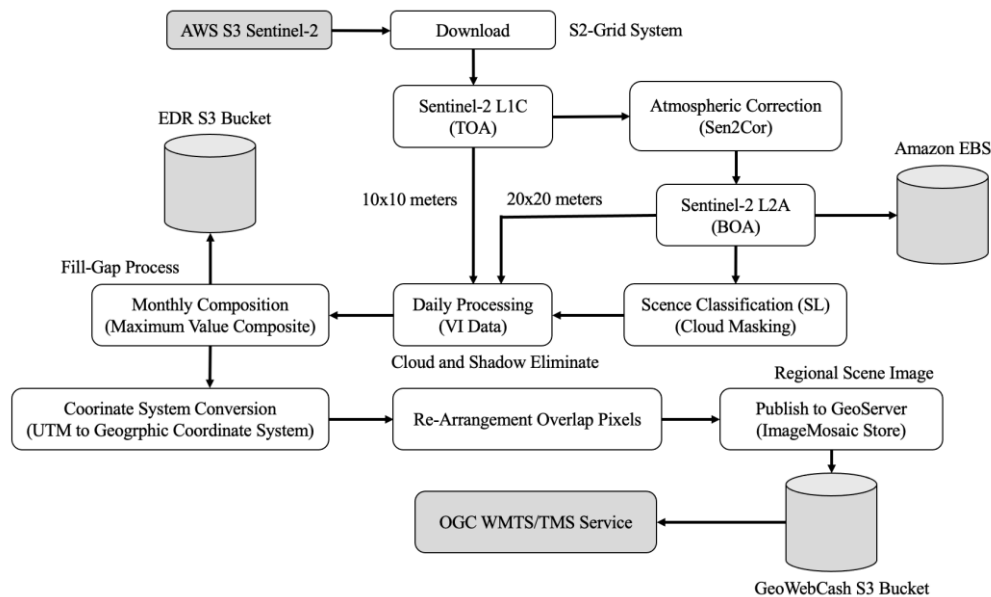 AWS S3 Sentinel-2
Download
S2-Grid System
Sentinel-2 L1C
(TOA)
Atmospheric Correction
(Sen2Cor)
EDR S3 Bucket
Amazon EBS
10x10 meters
20x20 meters
Sentinel-2 L2A
(BOA)
Fill-Gap Process
Monthly Composition
(Maximum Value Composite)
Daily Processing
(VI Data)
Scence Classification (SL)
(Cloud Masking)
Cloud and Shadow Eliminate
Regional Scene Image
Coorinate System Conversion
(UTM to Geogrphic Coordinate System)
Re-Arrangement Overlap Pixels
Publish to GeoServer
(ImageMosaic Store)
OGC WMTS/TMS Service
GeoWebCash S3 Bucket